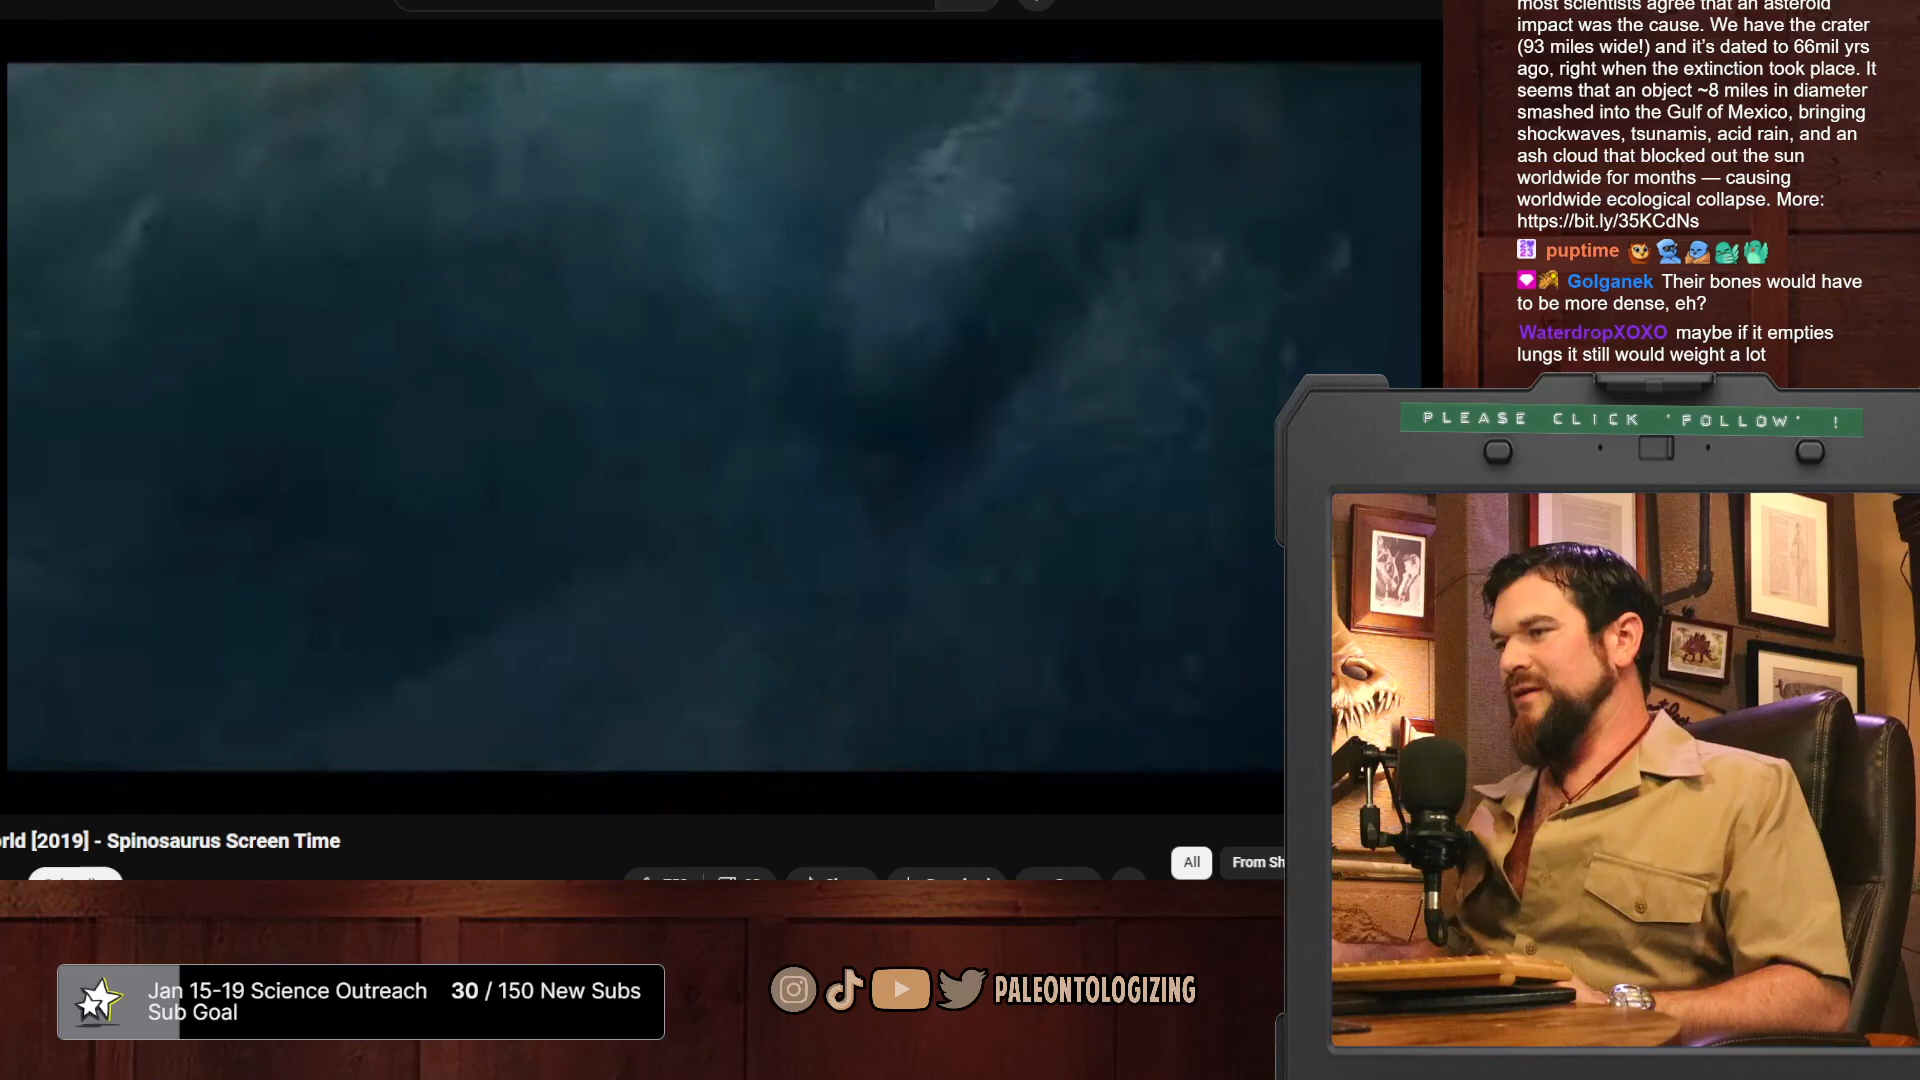 most scientists agree that an asteroid
impact was the cause. We have the crater
(93 miles wide!) and it's dated to 66mil yrs
ago, right when the extinction took place. It
seems that an object ~8 miles in diameter
smashed into the Gulf of Mexico, bringing
shockwaves, tsunamis, acid rain, and an
ash cloud that blocked out the sun
worldwide for months — causing
worldwide ecological collapse. More:
https://bit.ly/35KCdNs
puptime
Golganek Their bones would have
to be more dense, eh?
WaterdropXOXO maybe if it empties
lungs it still would weight a lot
PLEASE CLICK "FOLLOW" !
[2019] - Spinosaurus Screen Time
All
From
Jan 15-19 Science Outreach 30 / 150 New Subs
Sub Goal
PALEONTOLOGIZING